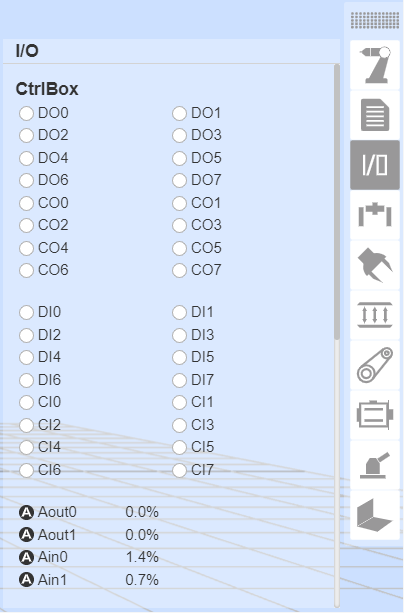 I/O
CtrlBox
DO0 DO1
DO2 DO3
DO4 DO5
DO6 DO7
CO0 CO1
CO2 CO3
CO4 CO5
CO6 CO7
DI0 DI1
DI2 DI3
DI4 DI5
DI6 DI7
CI0 CI1
CI2 CI3
CI4 CI5
CI6 CI7
A Aout0 0.0%
A Aout1 0.0%
A Ain0 1.4%
A Ain1 0.7%
I/O